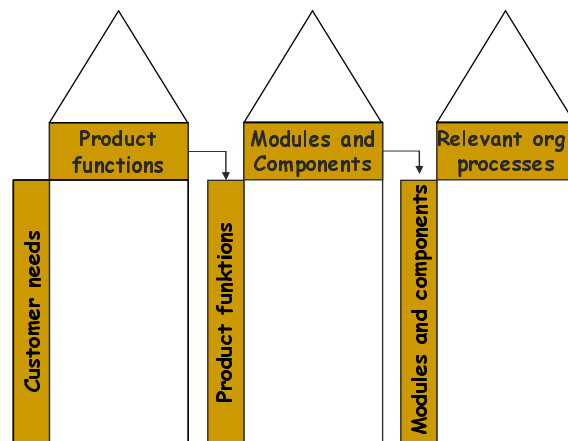 Product
functions
Modules and
Components
Relevant org
processes
Customer needs
Product funktions
Modules and components